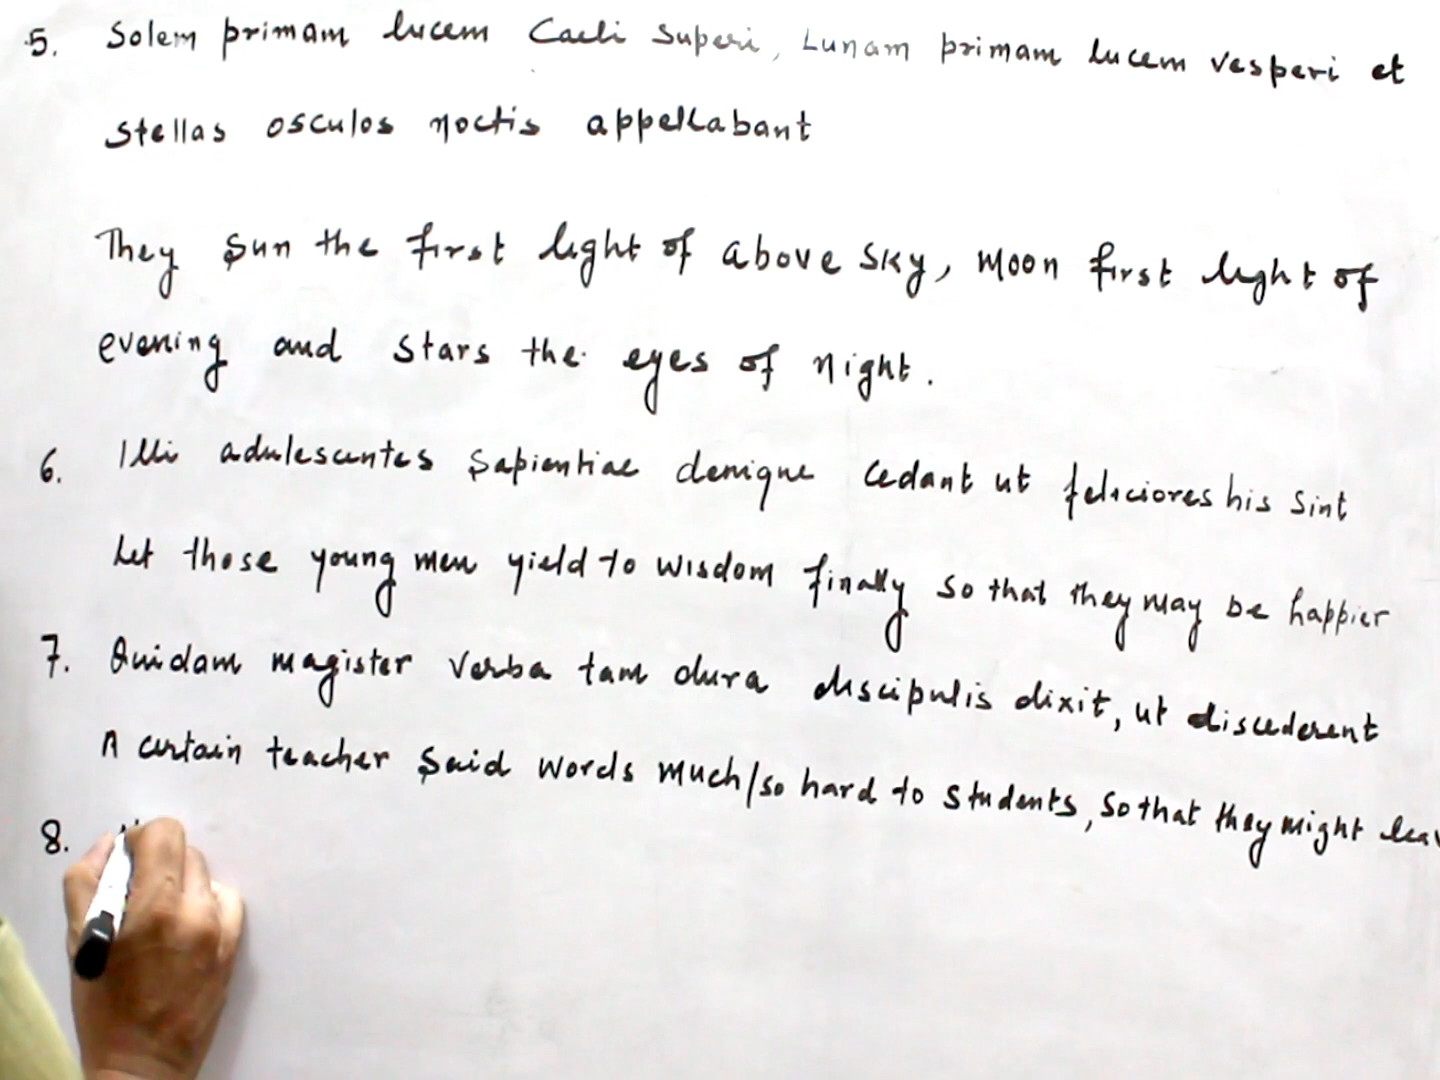 5. Solem primam lucem Caeli Superi, Lunam primam lucem vesperi et
stellas osculos noctis appellabant
They sun the first light of above sky, moon first light of
evening and stars the eyes of night.
6. Illi adulescentes sapientiae denique cedant ut feliciores his sint
Let those young men yield to wisdom finally so that they may be happier
7. Quidam magister verba tam dura discipulis dixit, ut discederent
A certain teacher said words much/so hard to students, so that they might leav
8.